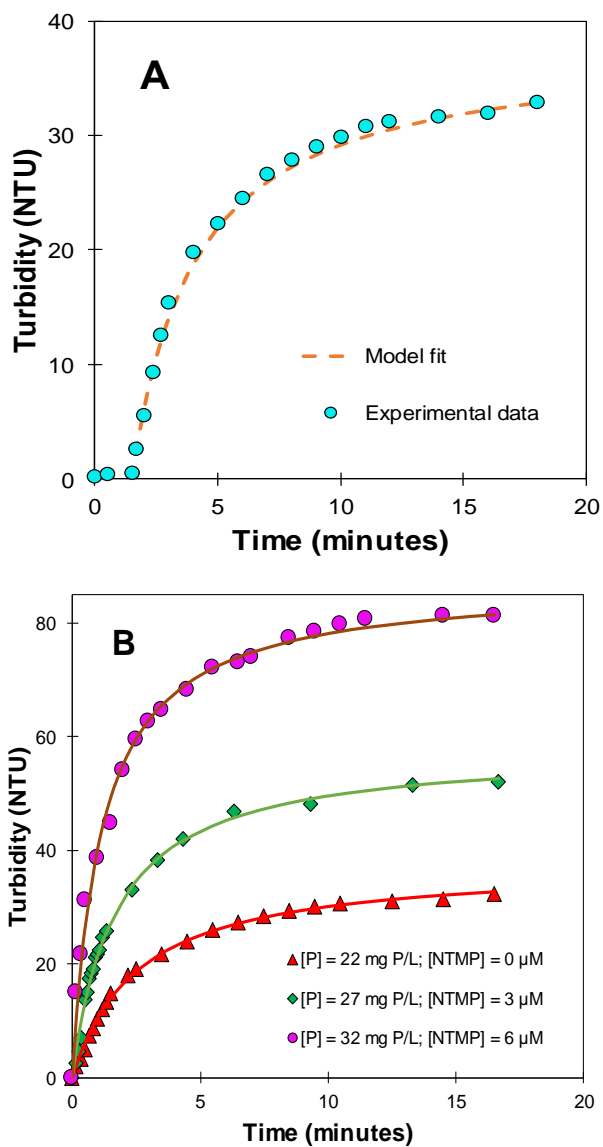 A
40
30
20
10
0
Turbidity (NTU)
Model fit
Experimental data
0
5
10
15
20
Time (minutes)
B
80
60
40
20
0
Turbidity (NTU)
[P] = 22 mg P/L; [NTMP] = 0 µM
[P] = 27 mg P/L; [NTMP] = 3 µM
[P] = 32 mg P/L; [NTMP] = 6 µM
0
5
10
15
20
Time (minutes)